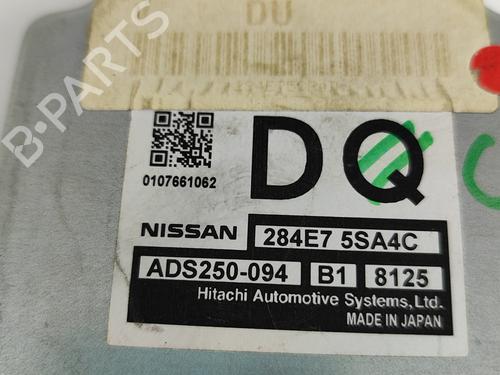 DU
B-PARTS
0107661062
DQ
NISSAN 284E7 5SA4C
ADS250-094 B1 8125
Hitachi Automotive Systems,Ltd.
MADE IN JAPAN